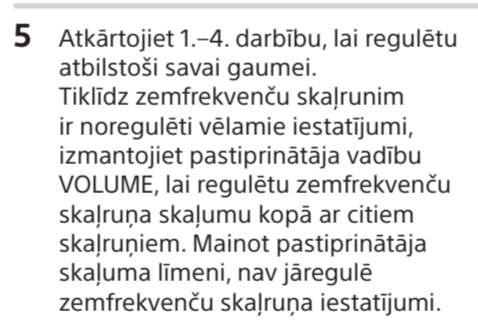 5 Atkārtojiet 1.–4. darbību, lai regulētu
atbilstoši savai gaumei.
Tiklīdz zemfrekvenču skaļrunim
ir noregulēti vēlamie iestatījumi,
izmantojiet pastiprinātāja vadību
VOLUME, lai regulētu zemfrekvenču
skaļruņa skaļumu kopā ar citiem
skaļruņiem. Mainot pastiprinātāja
skaļuma līmeni, nav jāregulē
zemfrekvenču skaļruņa iestatījumi.